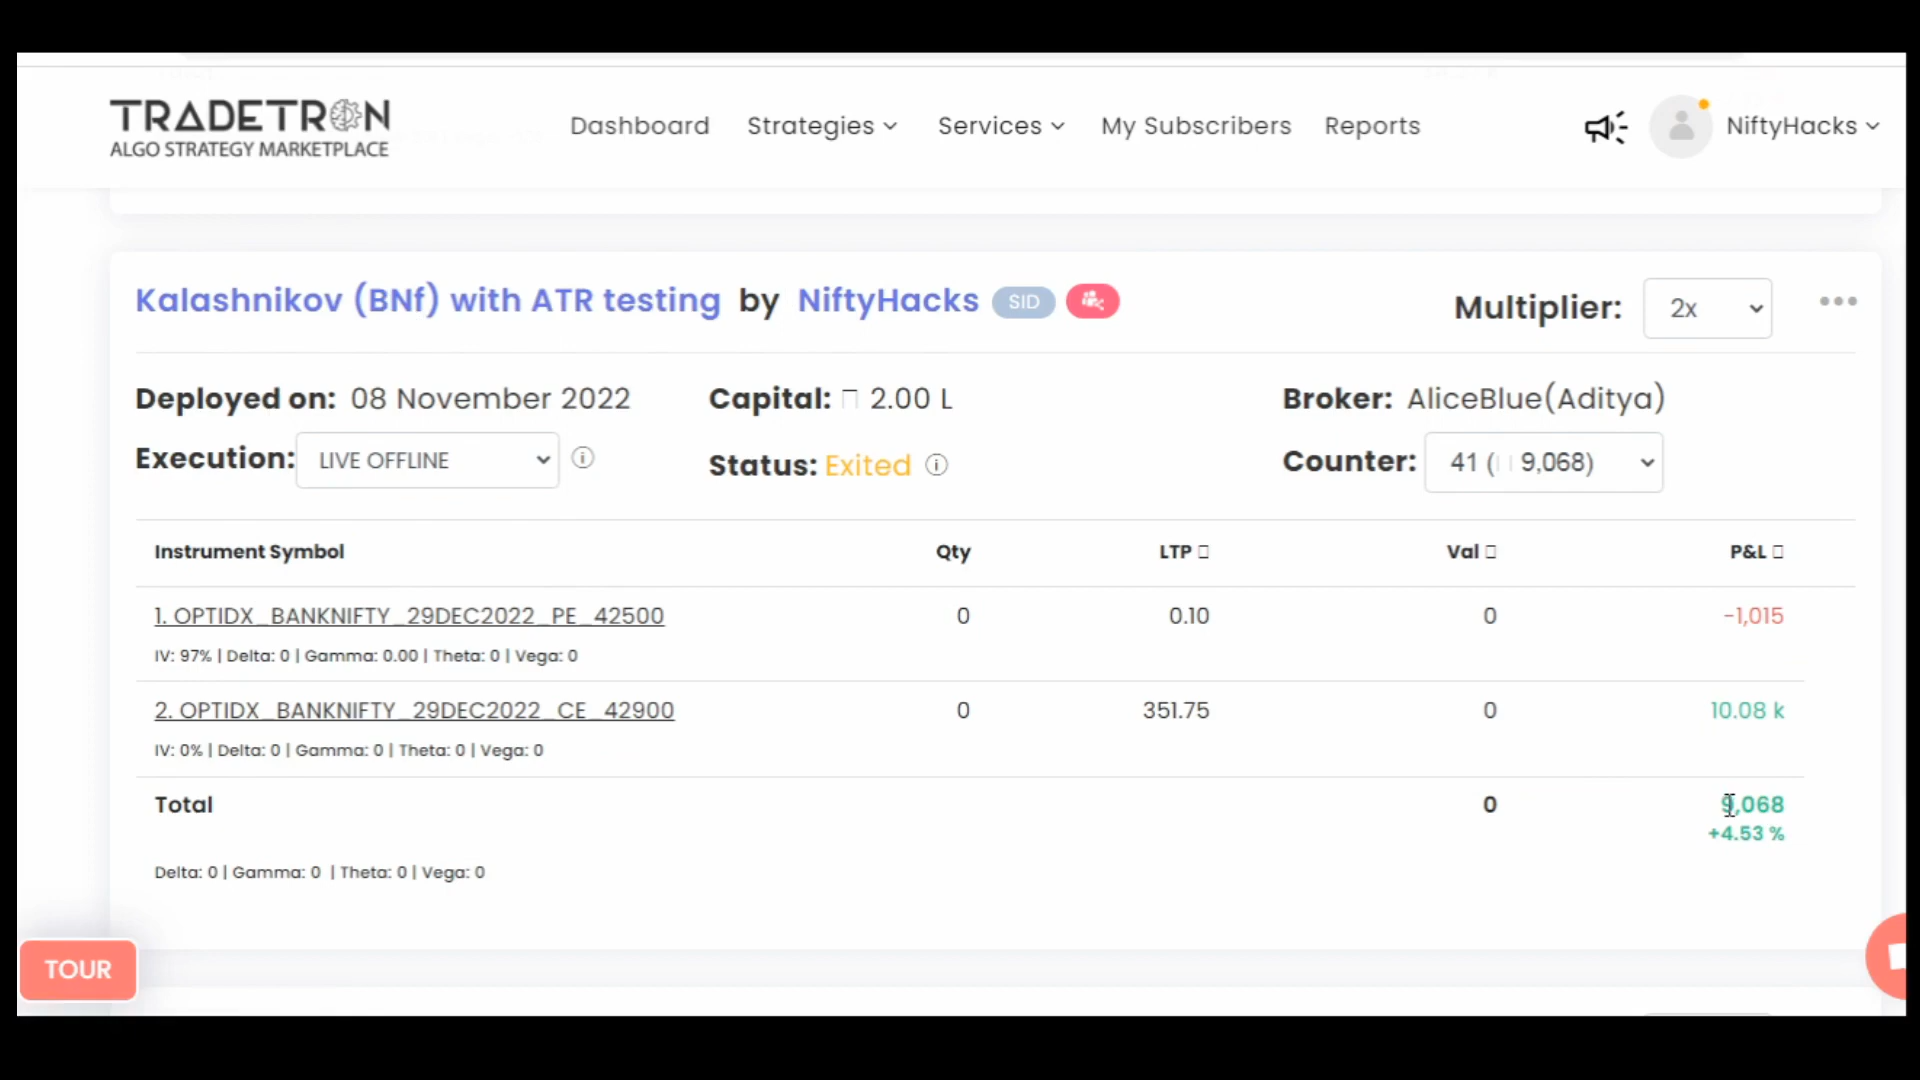 TRADETRON
ALGO STRATEGY MARKETPLACE
Dashboard Strategies Services My Subscribers Reports NiftyHacks
Kalashnikov (BNf) with ATR testing by NiftyHacks SID Multiplier: 2x
Deployed on: 08 November 2022 Capital: 2.00 L Broker: AliceBlue(Aditya)
Execution: LIVE OFFLINE Status: Exited Counter: 41 ( 9,068)
Instrument Symbol Qty LTP Val P&L
1. OPTIDX_BANKNIFTY_29DEC2022_PE_42500 0 0.10 0 -1,015
IV: 97% | Delta: 0 | Gamma: 0.00 | Theta: 0 | Vega: 0
2. OPTIDX_BANKNIFTY_29DEC2022_CE_42900 0 351.75 0 10.08 k
IV: 0% | Delta: 0 | Gamma: 0 | Theta: 0 | Vega: 0
Total 0 9,068
+4.53 %
Delta: 0 | Gamma: 0 | Theta: 0 | Vega: 0
TOUR